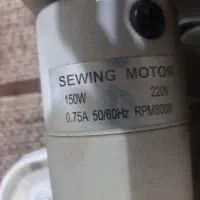 SEWING MOTOR
150W 220V
0.75A 50/60Hz RPM8000